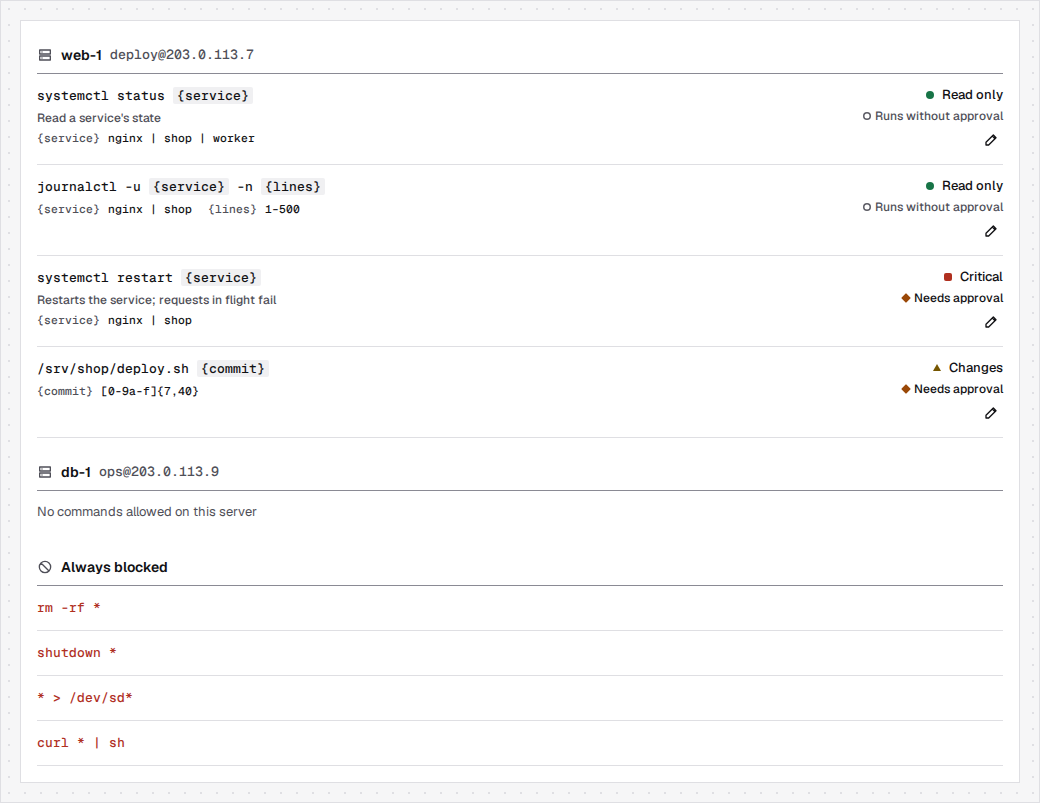 web-1 deploy@203.0.113.7
systemctl status {service}
Read only
Read a service's state
Runs without approval
{service} nginx | shop | worker
journalctl -u {service} -n {lines}
Read only
{service} nginx | shop {lines} 1-500
Runs without approval
systemctl restart {service}
Critical
Restarts the service; requests in flight fail
Needs approval
{service} nginx | shop
/srv/shop/deploy.sh {commit}
Changes
{commit} [0-9a-f]{7,40}
Needs approval
db-1 ops@203.0.113.9
No commands allowed on this server
Always blocked
rm -rf *
shutdown *
* > /dev/sd*
curl * | sh